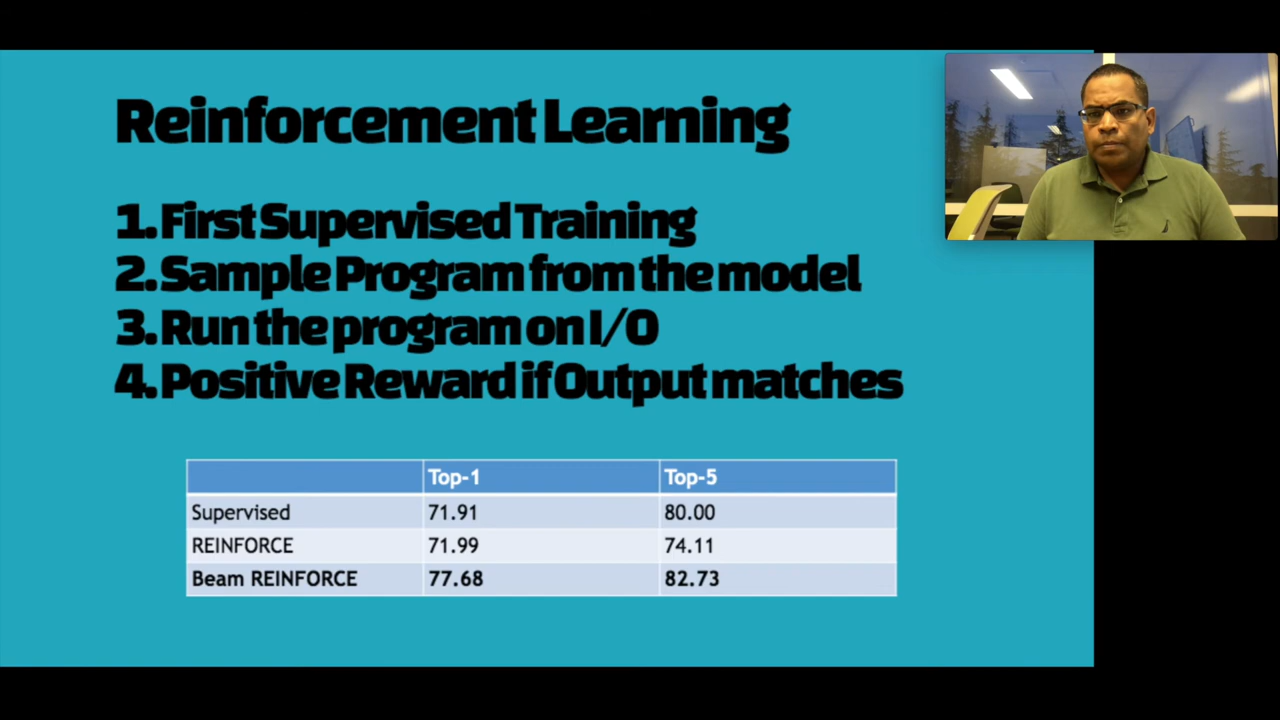 Reinforcement Learning
1. First Supervised Training
2. Sample Program from the model
3. Run the program on I/O
4. Positive Reward if Output matches
Top-1 Top-5
Supervised 71.91 80.00
REINFORCE 71.99 74.11
Beam REINFORCE 77.68 82.73